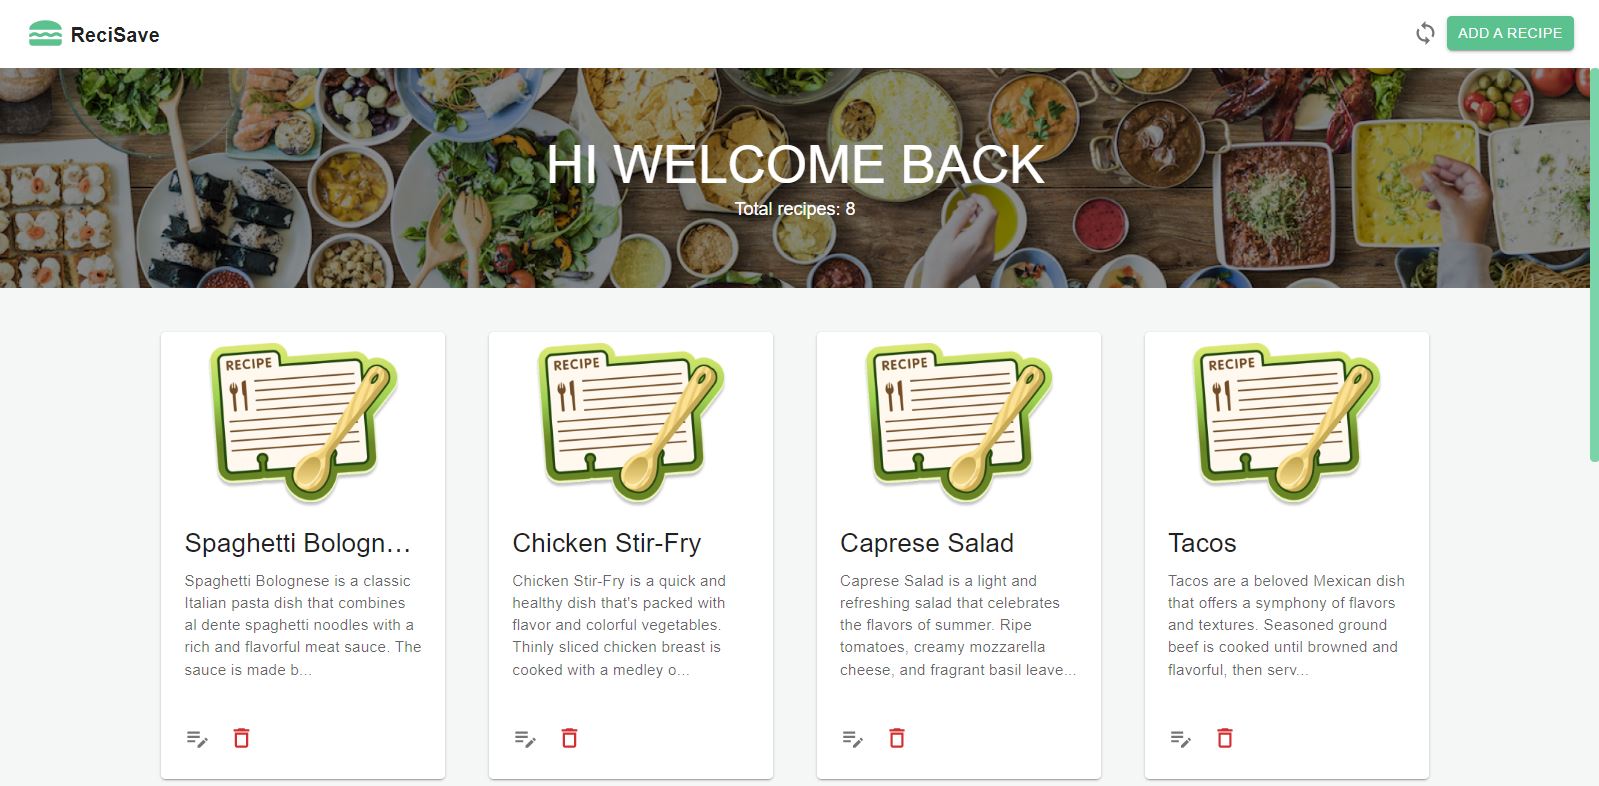 ReciSave
ADD A RECIPE
HI WELCOME BACK
Total recipes: 8
RECIPE
Spaghetti Bologn...
Spaghetti Bolognese is a classic
Italian pasta dish that combines
al dente spaghetti noodles with a
rich and flavorful meat sauce. The
sauce is made b...
RECIPE
Chicken Stir-Fry
Chicken Stir-Fry is a quick and
healthy dish that's packed with
flavor and colorful vegetables.
Thinly sliced chicken breast is
cooked with a medley o...
RECIPE
Caprese Salad
Caprese Salad is a light and
refreshing salad that celebrates
the flavors of summer. Ripe
tomatoes, creamy mozzarella
cheese, and fragrant basil leave...
RECIPE
Tacos
Tacos are a beloved Mexican dish
that offers a symphony of flavors
and textures. Seasoned ground
beef is cooked until browned and
flavorful, then serv...